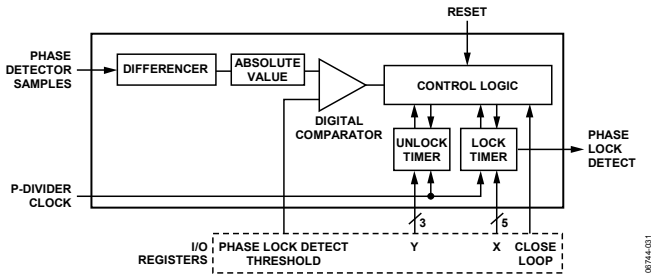 RESET
PHASE
DETECTOR
SAMPLES
DIFFERENCER
ABSOLUTE
VALUE
DIGITAL
COMPARATOR
CONTROL LOGIC
UNLOCK
TIMER
LOCK
TIMER
PHASE
LOCK
DETECT
P-DIVIDER
CLOCK
3
5
I/O
REGISTERS
PHASE LOCK DETECT
THRESHOLD
Y
X
CLOSE
LOOP
06744-031